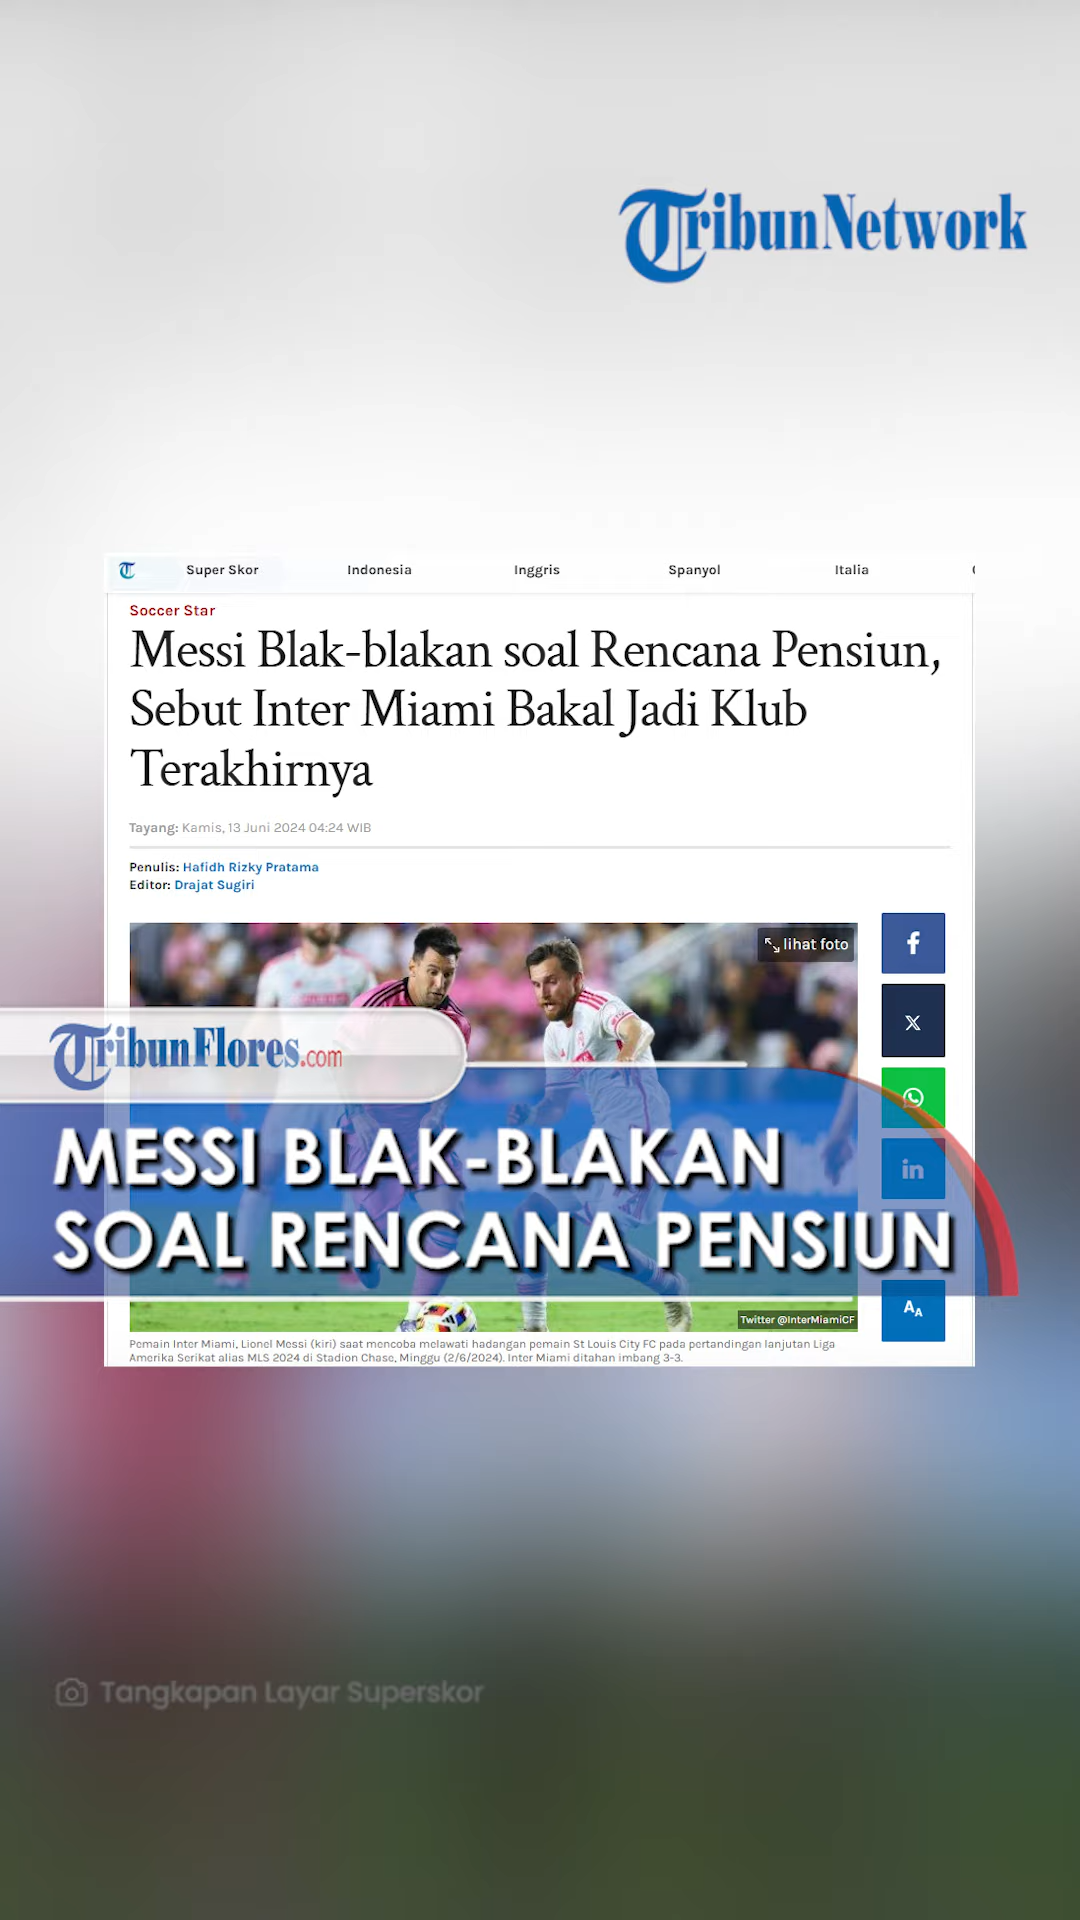 Tribun Network
Super Skor Indonesia Inggris Spanyol Italia
Soccer Star
Messi Blak-blakan soal Rencana Pensiun,
Sebut Inter Miami Bakal Jadi Klub
Terakhirnya
Tayang: Kamis, 13 Juni 2024 04:24 WIB
Penulis: Hafidh Rizky Pratama
Editor: Drajat Sugiri
lihat foto
TribunFlores.com
MESSI BLAK-BLAKAN
SOAL RENCANA PENSIUN
Twitter @InterMiamiCF
Pemain Inter Miami, Lionel Messi (kiri) saat mencoba melawati hadangan pemain St Louis City FC pada pertandingan lanjutan Liga
Amerika Serikat alias MLS 2024 di Stadion Chase, Minggu (2/6/2024). Inter Miami ditahan imbang 3-3.
Tangkapan Layar Superskor